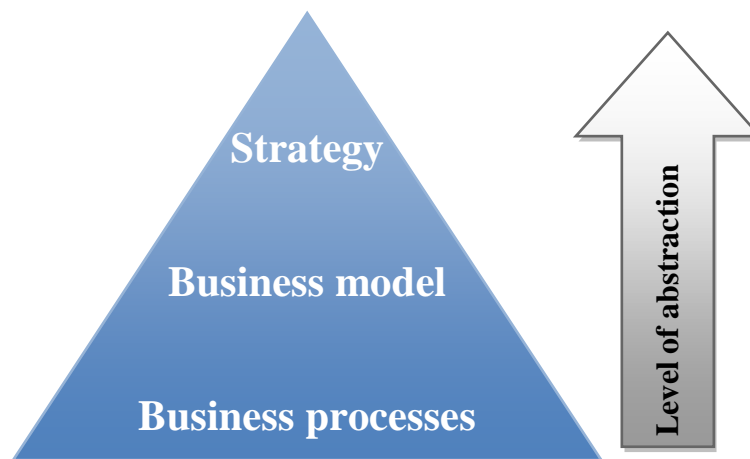 Strategy
Business model
Business processes
Level of abstraction